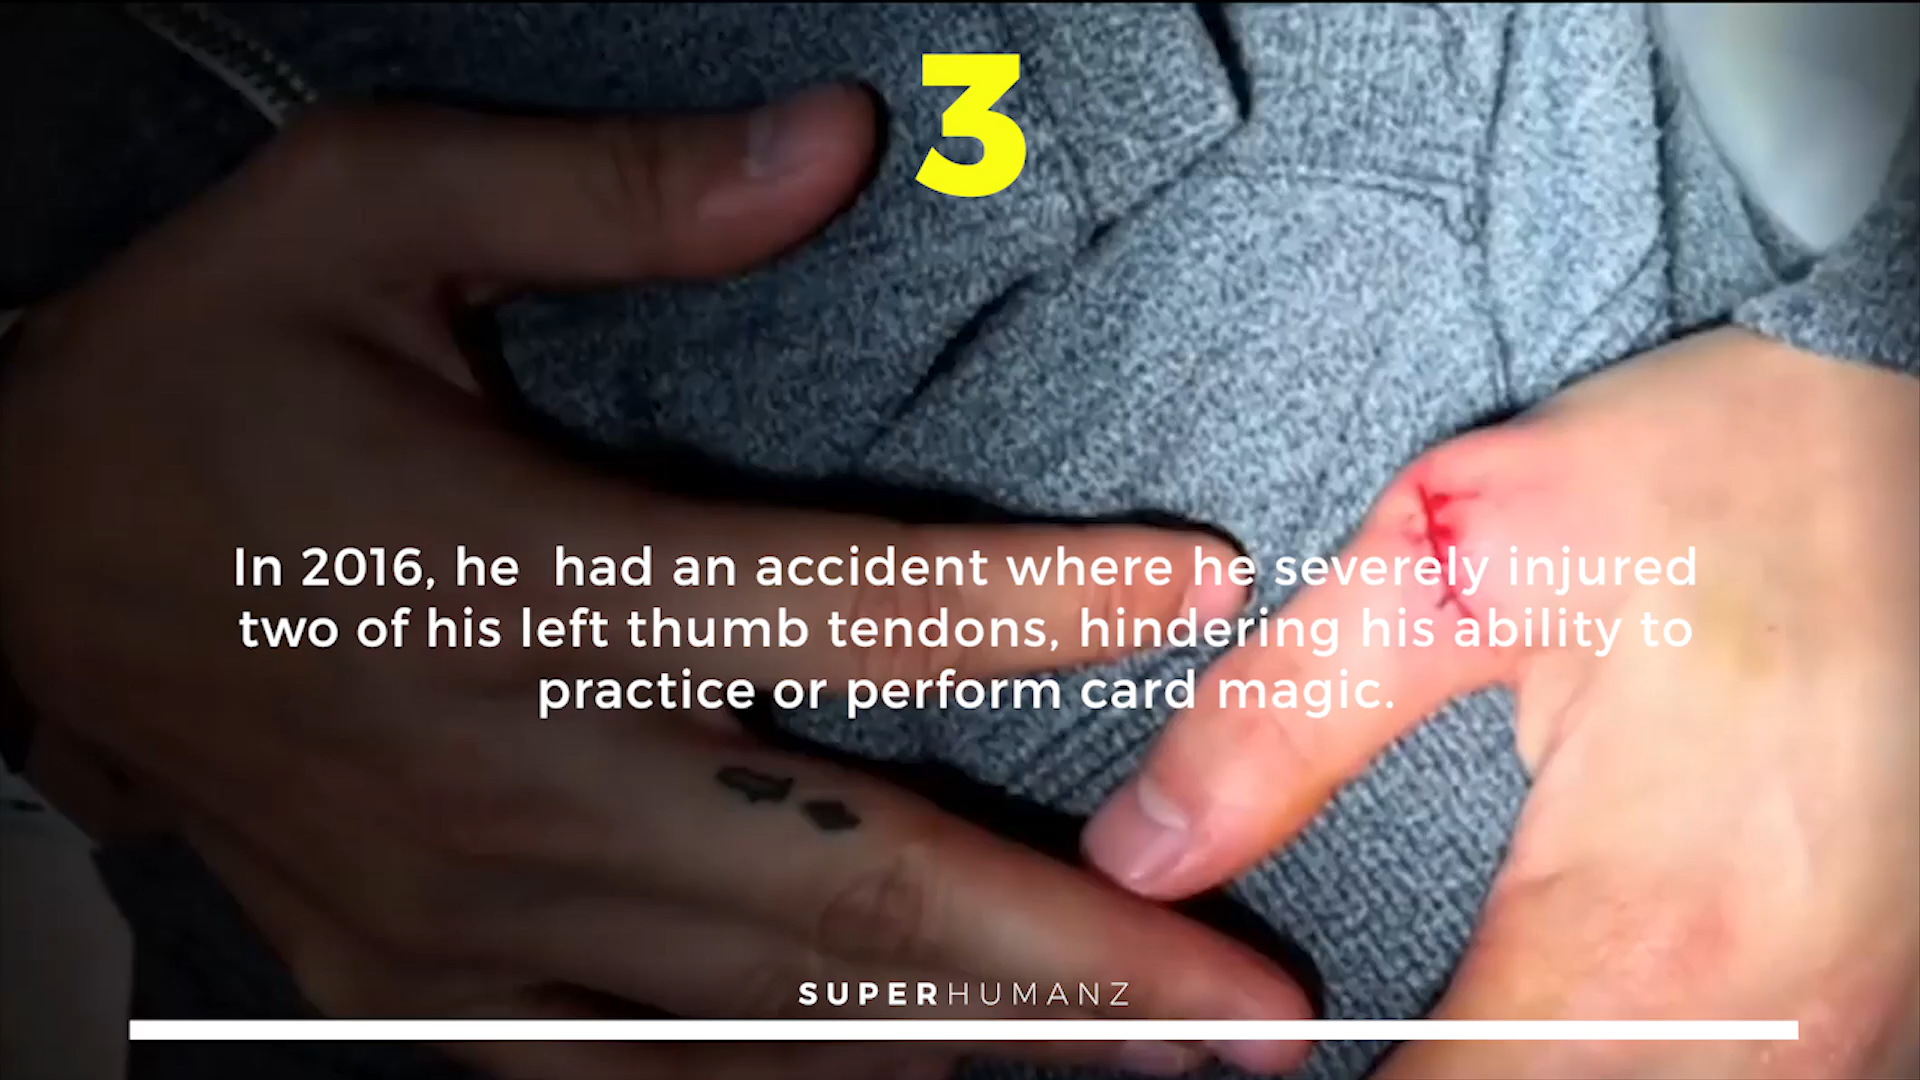 3
In 2016, he  had an accident where he severely injured
two of his left thumb tendons, hindering his ability to
practice or perform card magic.
SUPERHUMANZ